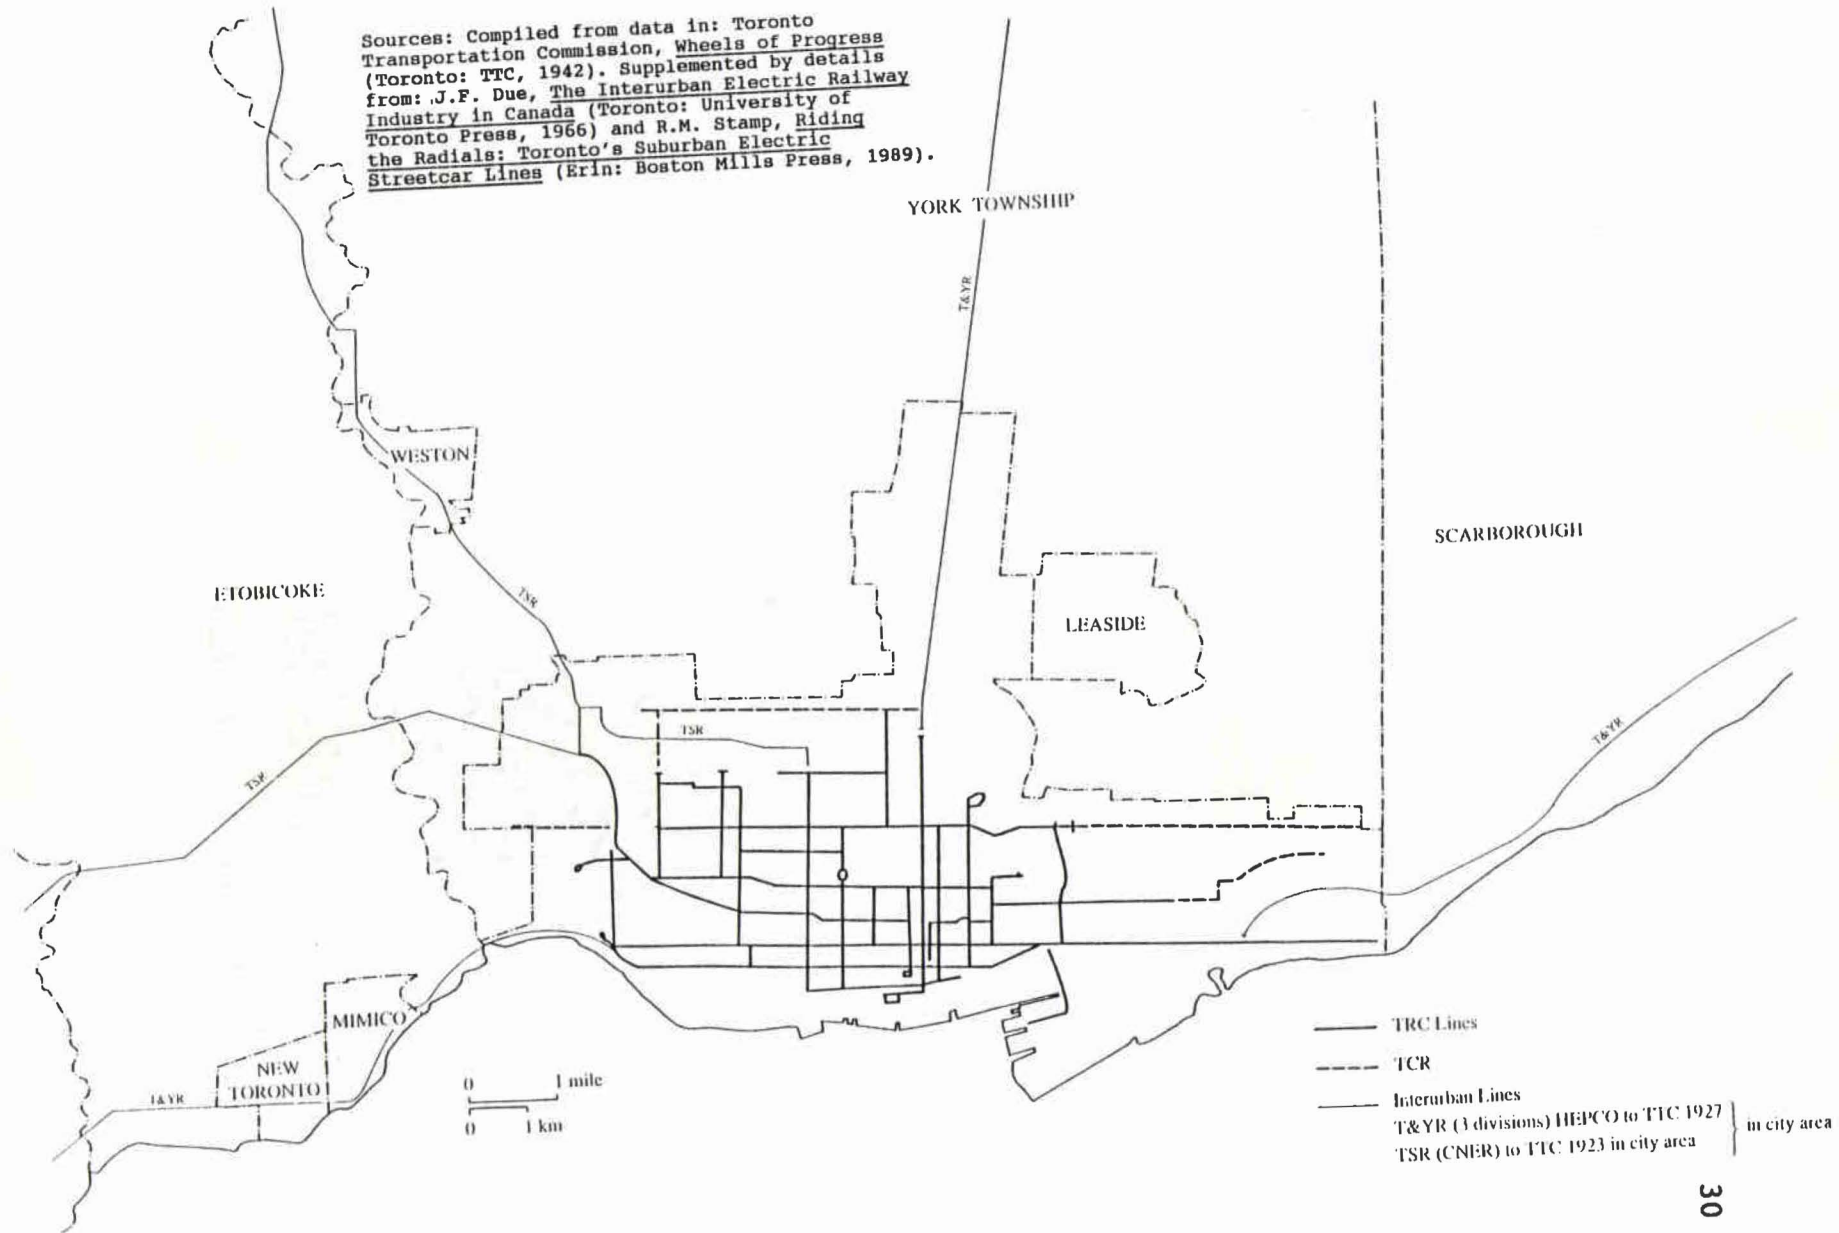 Sources: Compiled from data in: Toronto
Transportation Commission, Wheels of Progress
(Toronto: TTC, 1942). Supplemented by details
from: J.F. Due, The Interurban Electric Railway
Industry in Canada (Toronto: University of
Toronto Press, 1966) and R.M. Stamp, Riding
the Radials: Toronto's Suburban Electric
Streetcar Lines (Erin: Boston Mills Press, 1989).
YORK TOWNSHIP
T&YR
WESTON
SCARBOROUGH
ETOBICOKE
TSR
LEASIDE
TSR
TSR
T&YR
MIMICO
NEW
TORONTO
T&YR
0 1 mile
0 1 km
TRC Lines
TCR
Interurban Lines
T&YR (3 divisions) HEPCO to TTC 1927
TSR (CNER) to TTC 1923 in city area
in city area
30